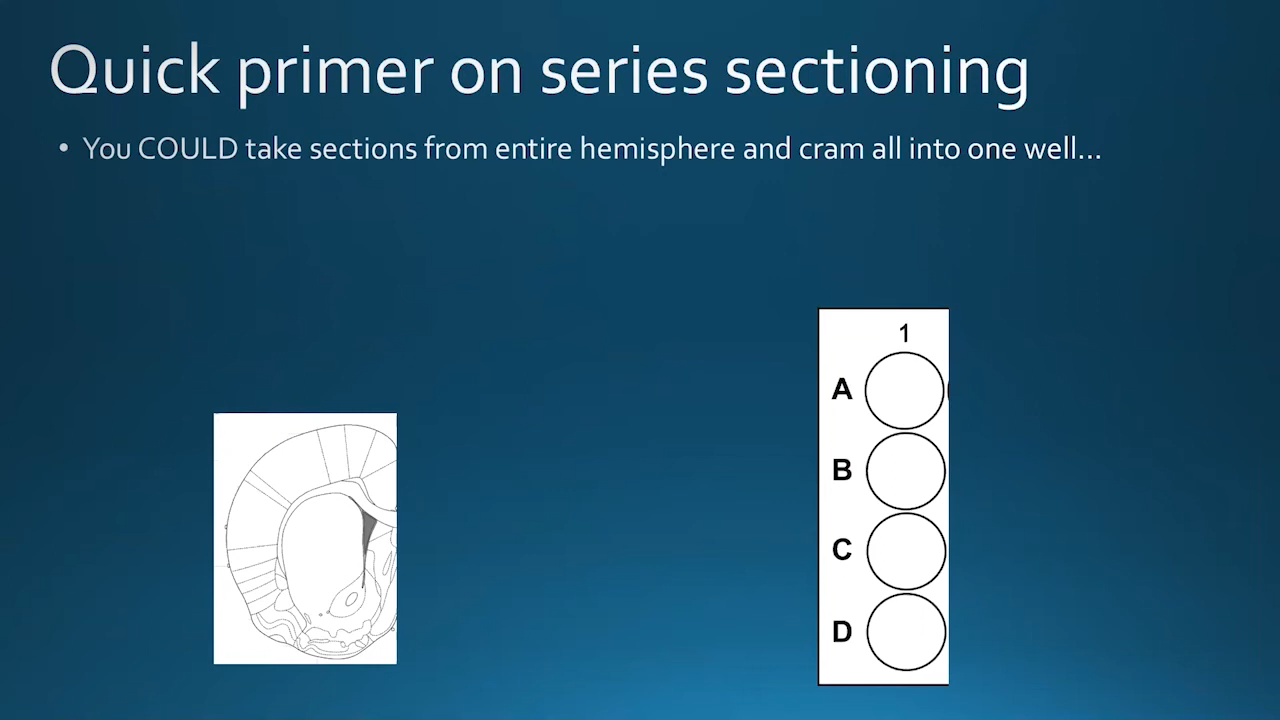 Quick primer on series sectioning
• You COULD take sections from entire hemisphere and cram all into one well…
1
A
B
C
D